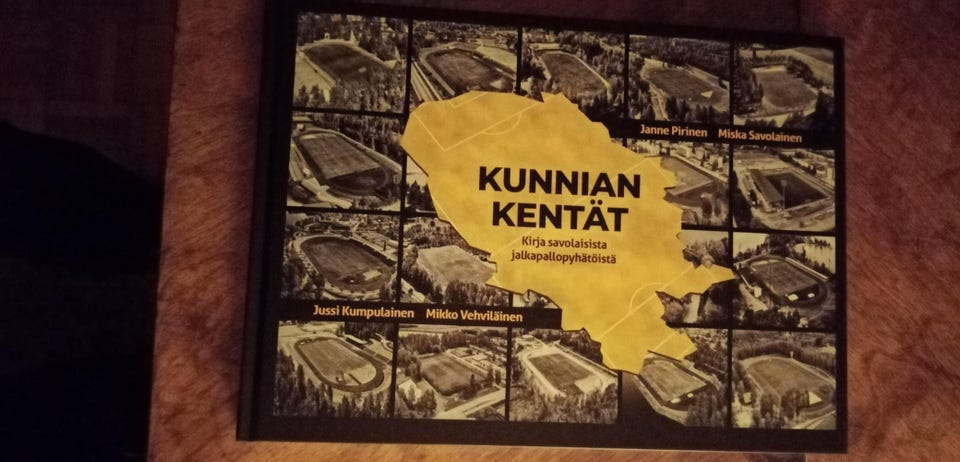 Janne Pirinen Miska Savolainen
KUNNIAN
KENTÄT
Kirja savolaisista
jalkapallopyhätöistä
Jussi Kumpulainen Mikko Vehviläinen